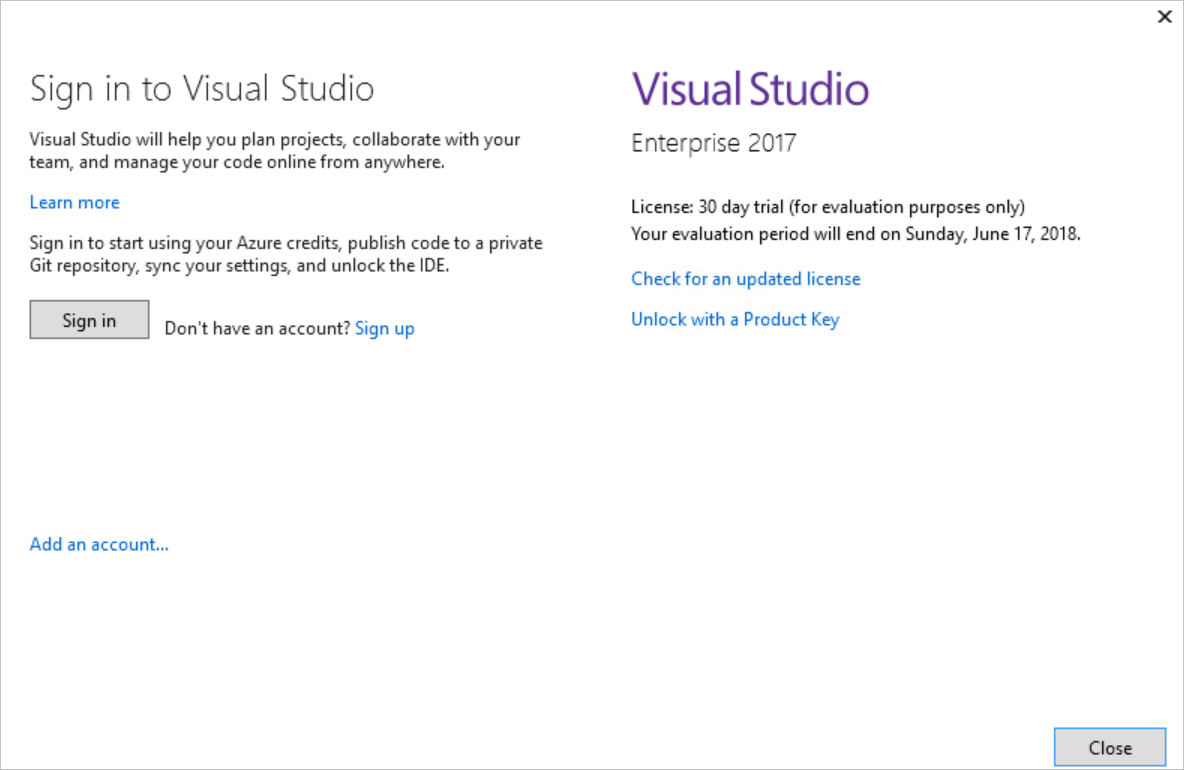 Sign in to Visual Studio
Visual Studio will help you plan projects, collaborate with your
team, and manage your code online from anywhere.
Learn more
Sign in to start using your Azure credits, publish code to a private
Git repository, sync your settings, and unlock the IDE.
Sign in
Don't have an account? Sign up
Add an account...
Visual Studio
Enterprise 2017
License: 30 day trial (for evaluation purposes only)
Your evaluation period will end on Sunday, June 17, 2018.
Check for an updated license
Unlock with a Product Key
Close